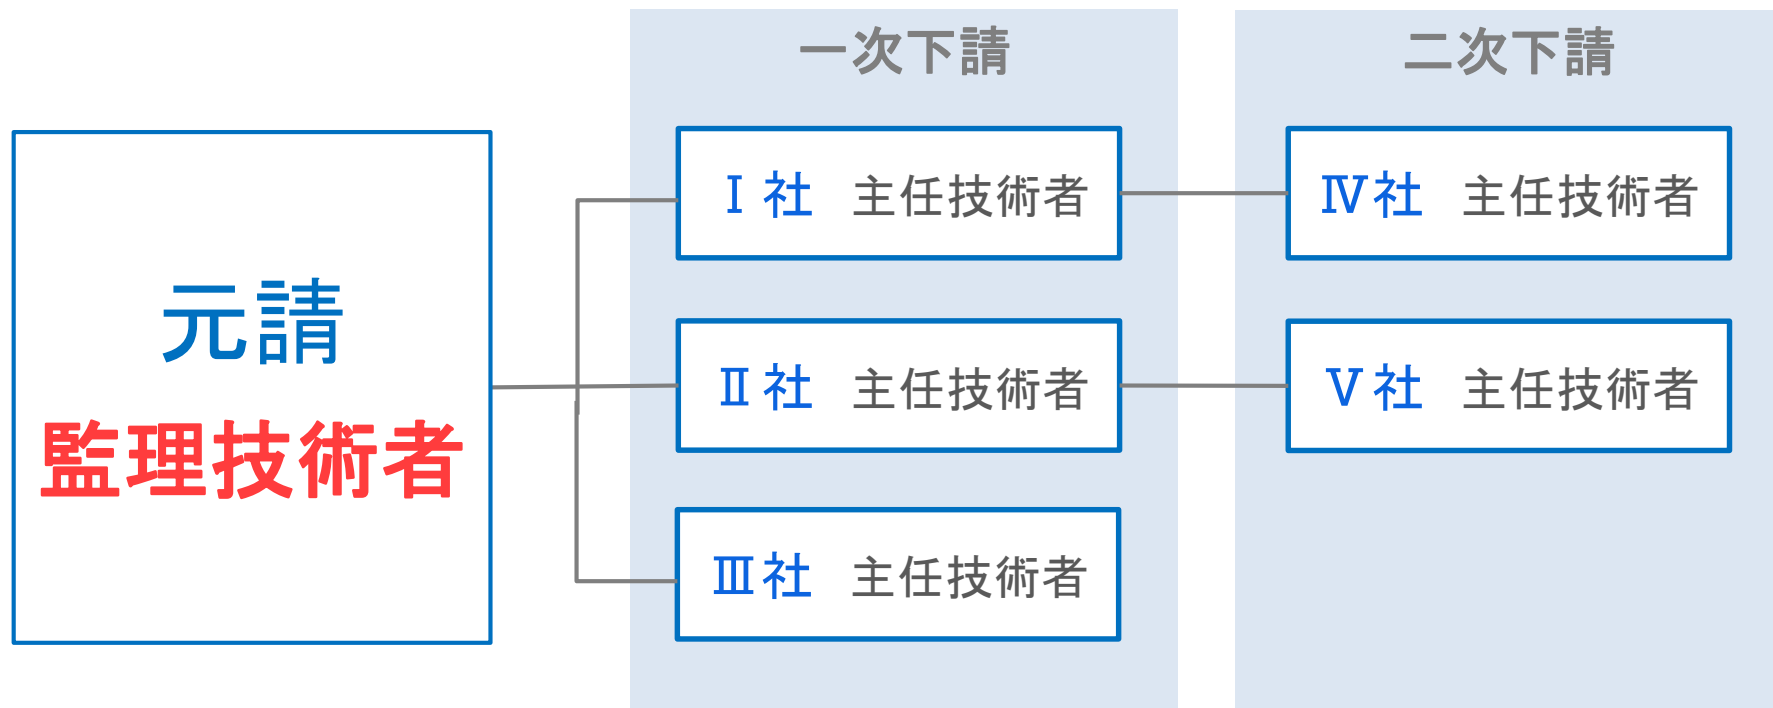 元請
監理技術者
一次下請
Ⅰ社 主任技術者
Ⅱ社 主任技術者
Ⅲ社 主任技術者
二次下請
Ⅳ社 主任技術者
Ⅴ社 主任技術者